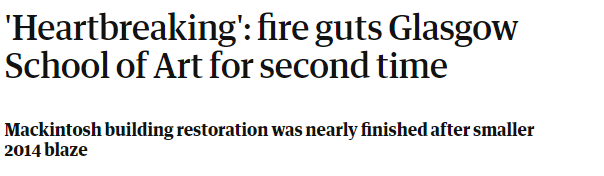 'Heartbreaking': fire guts Glasgow
School of Art for second time
Mackintosh building restoration was nearly finished after smaller
2014 blaze